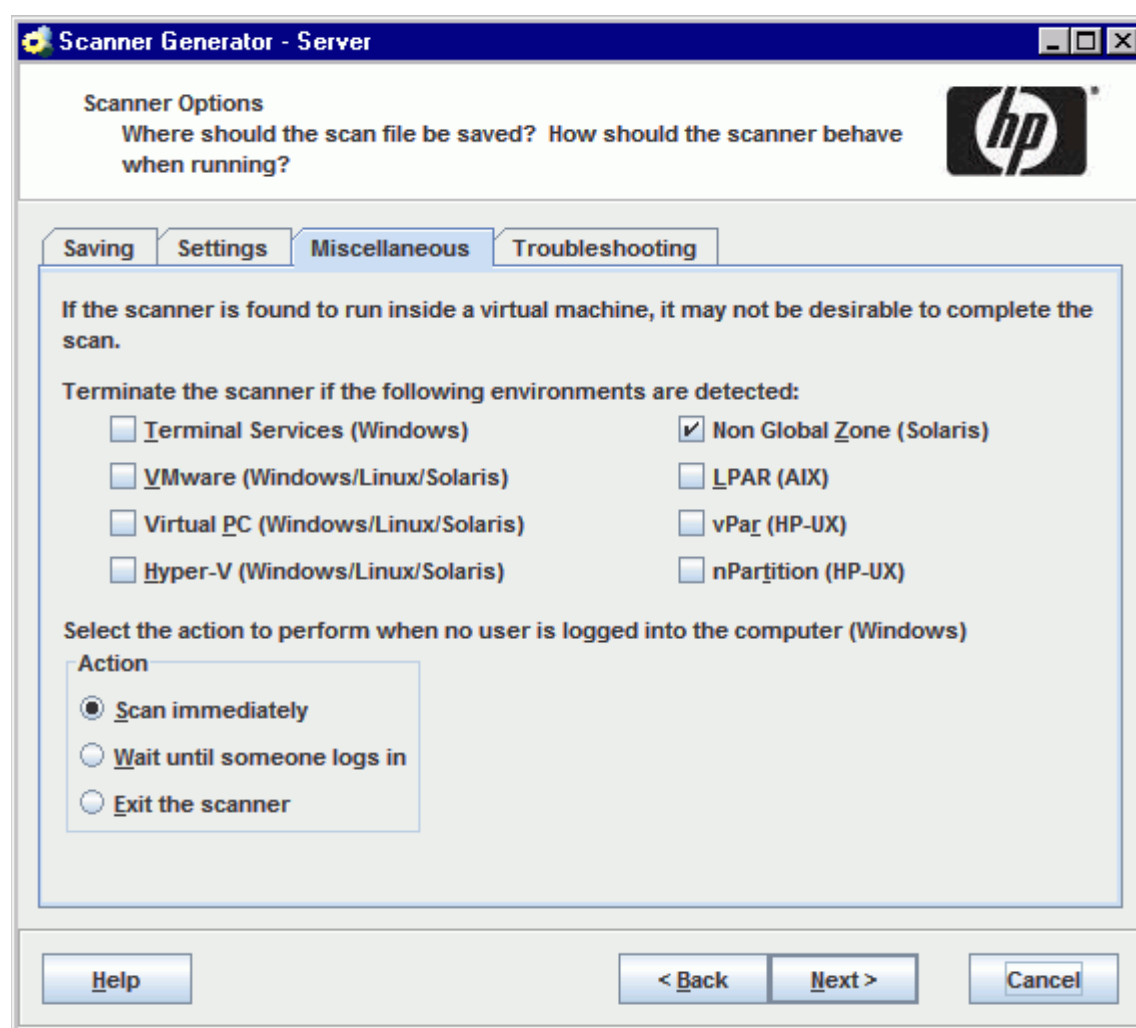 Scanner Generator - Server
Scanner Options
Where should the scan file be saved? How should the scanner behave
when running?
hp
Saving Settings Miscellaneous Troubleshooting
If the scanner is found to run inside a virtual machine, it may not be desirable to complete the
scan.
Terminate the scanner if the following environments are detected:
Terminal Services (Windows) Non Global Zone (Solaris)
VMware (Windows/Linux/Solaris) LPAR (AIX)
Virtual PC (Windows/Linux/Solaris) vPar (HP-UX)
Hyper-V (Windows/Linux/Solaris) nPartition (HP-UX)
Select the action to perform when no user is logged into the computer (Windows)
Action
Scan immediately
Wait until someone logs in
Exit the scanner
Help < Back Next > Cancel